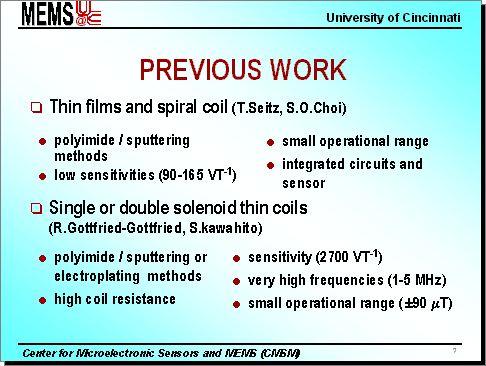 MEMS UC@UC
University of Cincinnati
PREVIOUS WORK
Thin films and spiral coil (T.Seitz, S.O.Choi)
polyimide / sputtering
methods
low sensitivities (90-165 VT-1)
small operational range
integrated circuits and
sensor
Single or double solenoid thin coils
(R.Gottfried-Gottfried, S.kawahito)
polyimide / sputtering or
electroplating methods
high coil resistance
sensitivity (2700 VT-1)
very high frequencies (1-5 MHz)
small operational range (±90 μT)
Center for Microelectronic Sensors and MEMS (CMSM)